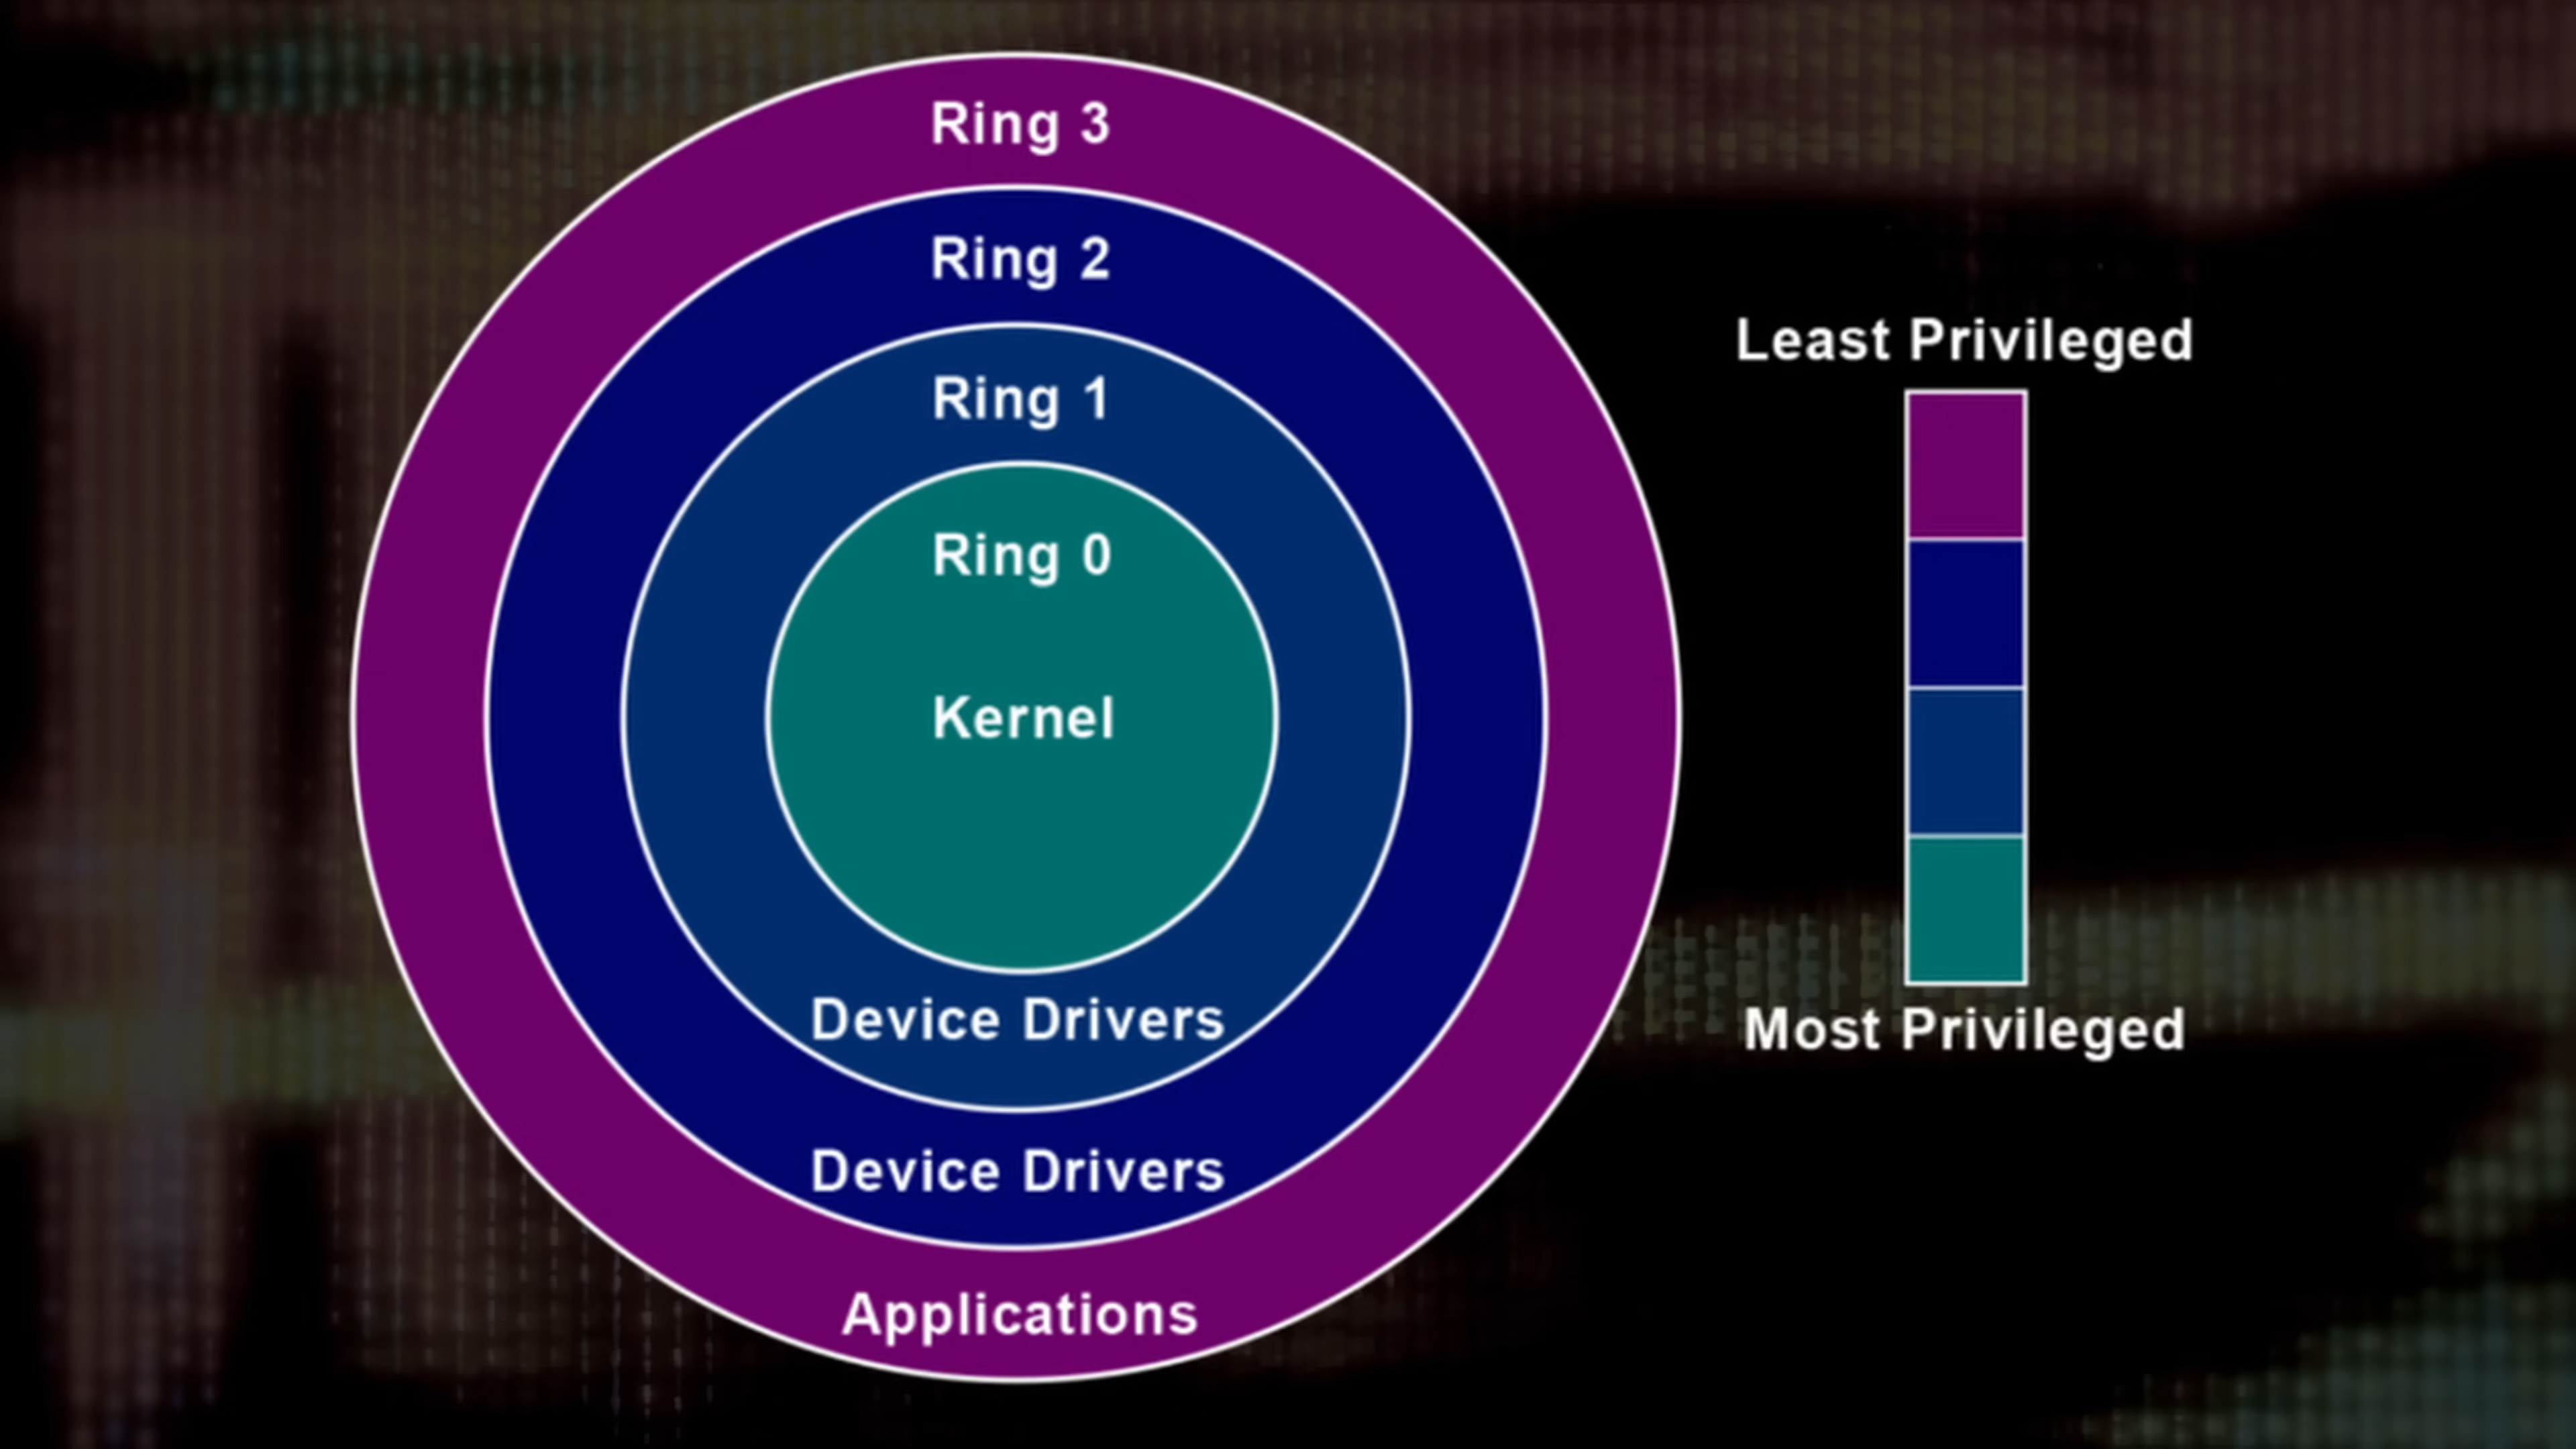 Ring 3
Ring 2
Ring 1
Ring 0
Kernel
Device Drivers
Device Drivers
Applications
Least Privileged
Most Privileged